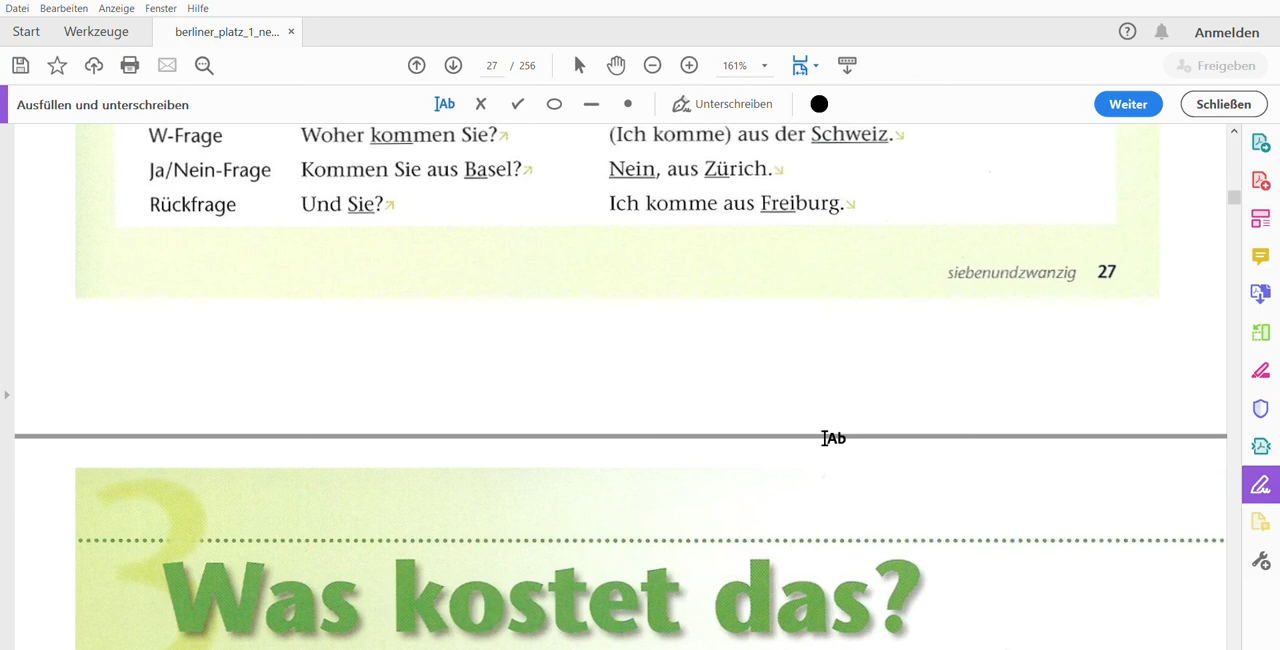 Datei Bearbeiten Anzeige Fenster Hilfe
Start Werkzeuge berliner_platz_1_ne... × Anmelden
27 / 256 161% Freigeben
Ausfüllen und unterschreiben Ab Unterschreiben Weiter Schließen
W-Frage Woher kommen Sie?↗ (Ich komme) aus der Schweiz.↘
Ja/Nein-Frage Kommen Sie aus Basel?↗ Nein, aus Zürich.↘
Rückfrage Und Sie?↗ Ich komme aus Freiburg.↘
siebenundzwanzig 27
Ab
3
Was kostet das?